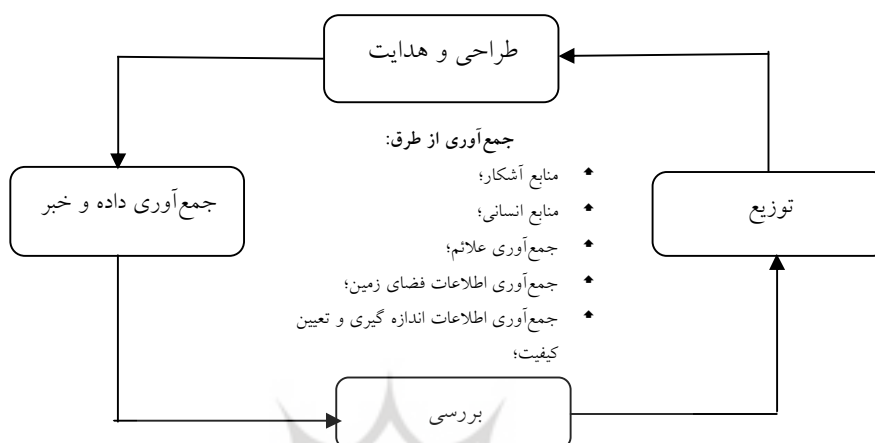 طراحی و هدایت
جمع‌آوری از طرق:
منابع آشکار؛
منابع انسانی؛
جمع‌آوری علائم؛
جمع‌آوری اطلاعات فضای زمین؛
جمع‌آوری اطلاعات اندازه گیری و تعیین
کیفیت؛
توزیع
جمع‌آوری داده و خبر
بررسی